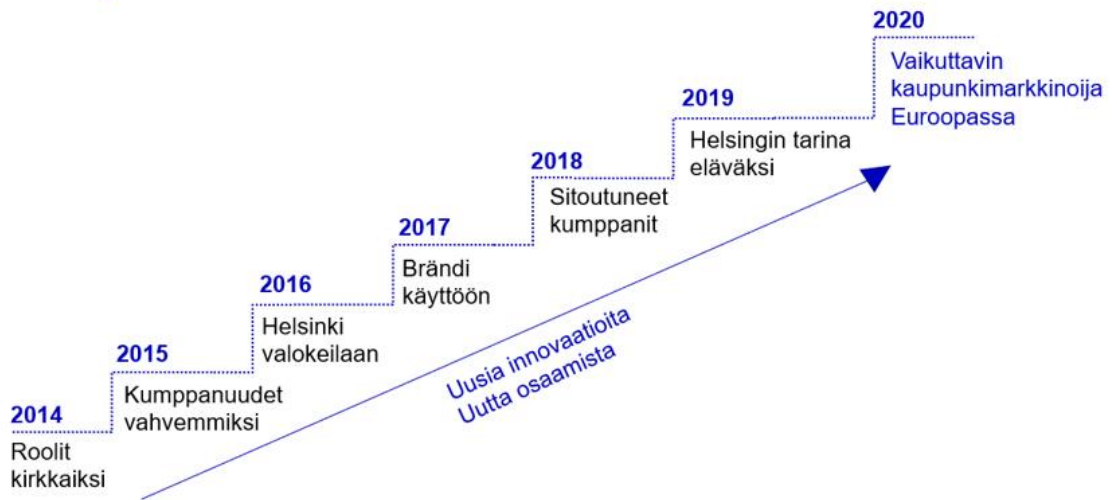 2014
Roolit
kirkkaiksi
2015
Kumppanuudet
vahvemmiksi
2016
Helsinki
valokeilaan
2017
Brändi
käyttöön
2018
Sitoutuneet
kumppanit
2019
Helsingin tarina
eläväksi
2020
Vaikuttavin
kaupunkimarkkinoija
Euroopassa
Uusia innovaatioita
Uutta osaamista